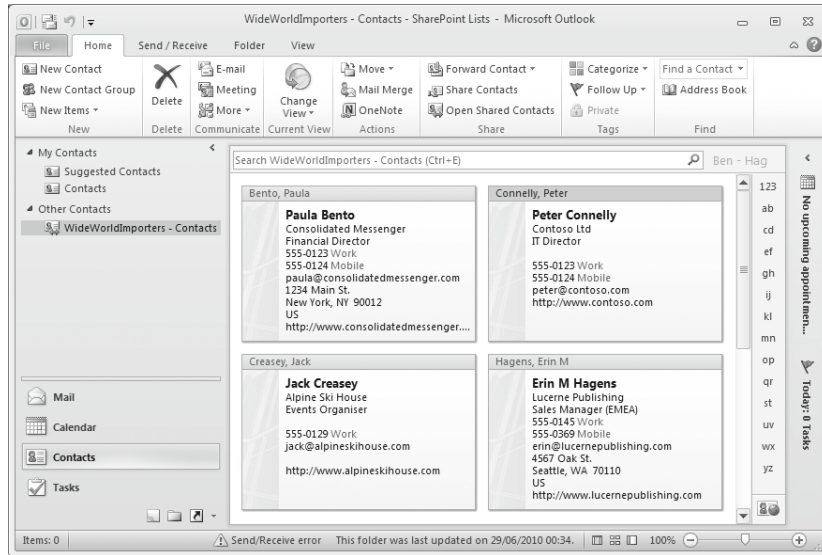 WideWorldImporters - Contacts - SharePoint Lists - Microsoft Outlook
File Home Send / Receive Folder View
New Contact
New Contact Group
New Items
New
Delete
Delete
E-mail
Meeting
More
Communicate
Change View
Current View
Move
Mail Merge
OneNote
Actions
Forward Contact
Share Contacts
Open Shared Contacts
Share
Categorize
Follow Up
Private
Tags
Find a Contact
Address Book
Find
My Contacts
Suggested Contacts
Contacts
Other Contacts
WideWorldImporters - Contacts
Mail
Calendar
Contacts
Tasks
Search WideWorldImporters - Contacts (Ctrl+E)
Ben - Hag
Bento, Paula
Paula Bento
Consolidated Messenger
Financial Director
555-0123 Work
555-0124 Mobile
paula@consolidatedmessenger.com
1234 Main St.
New York, NY 90012
US
http://www.consolidatedmessenger....
Connelly, Peter
Peter Connelly
Contoso Ltd
IT Director
555-0123 Work
555-0124 Mobile
peter@contoso.com
http://www.contoso.com
Creasey, Jack
Jack Creasey
Alpine Ski House
Events Organiser
555-0129 Work
jack@alpineskihouse.com
http://www.alpineskihouse.com
Hagens, Erin M
Erin M Hagens
Lucerne Publishing
Sales Manager (EMEA)
555-0145 Work
555-0369 Mobile
erin@lucernepublishing.com
4567 Oak St.
Seattle, WA 70110
US
http://www.lucernepublishing.com
123
ab
cd
ef
gh
ij
kl
mn
op
qr
st
uv
wx
yz
No upcoming appointmen...
Today: 0 Tasks
Items: 0
Send/Receive error
This folder was last updated on 29/06/2010 00:34.
100%